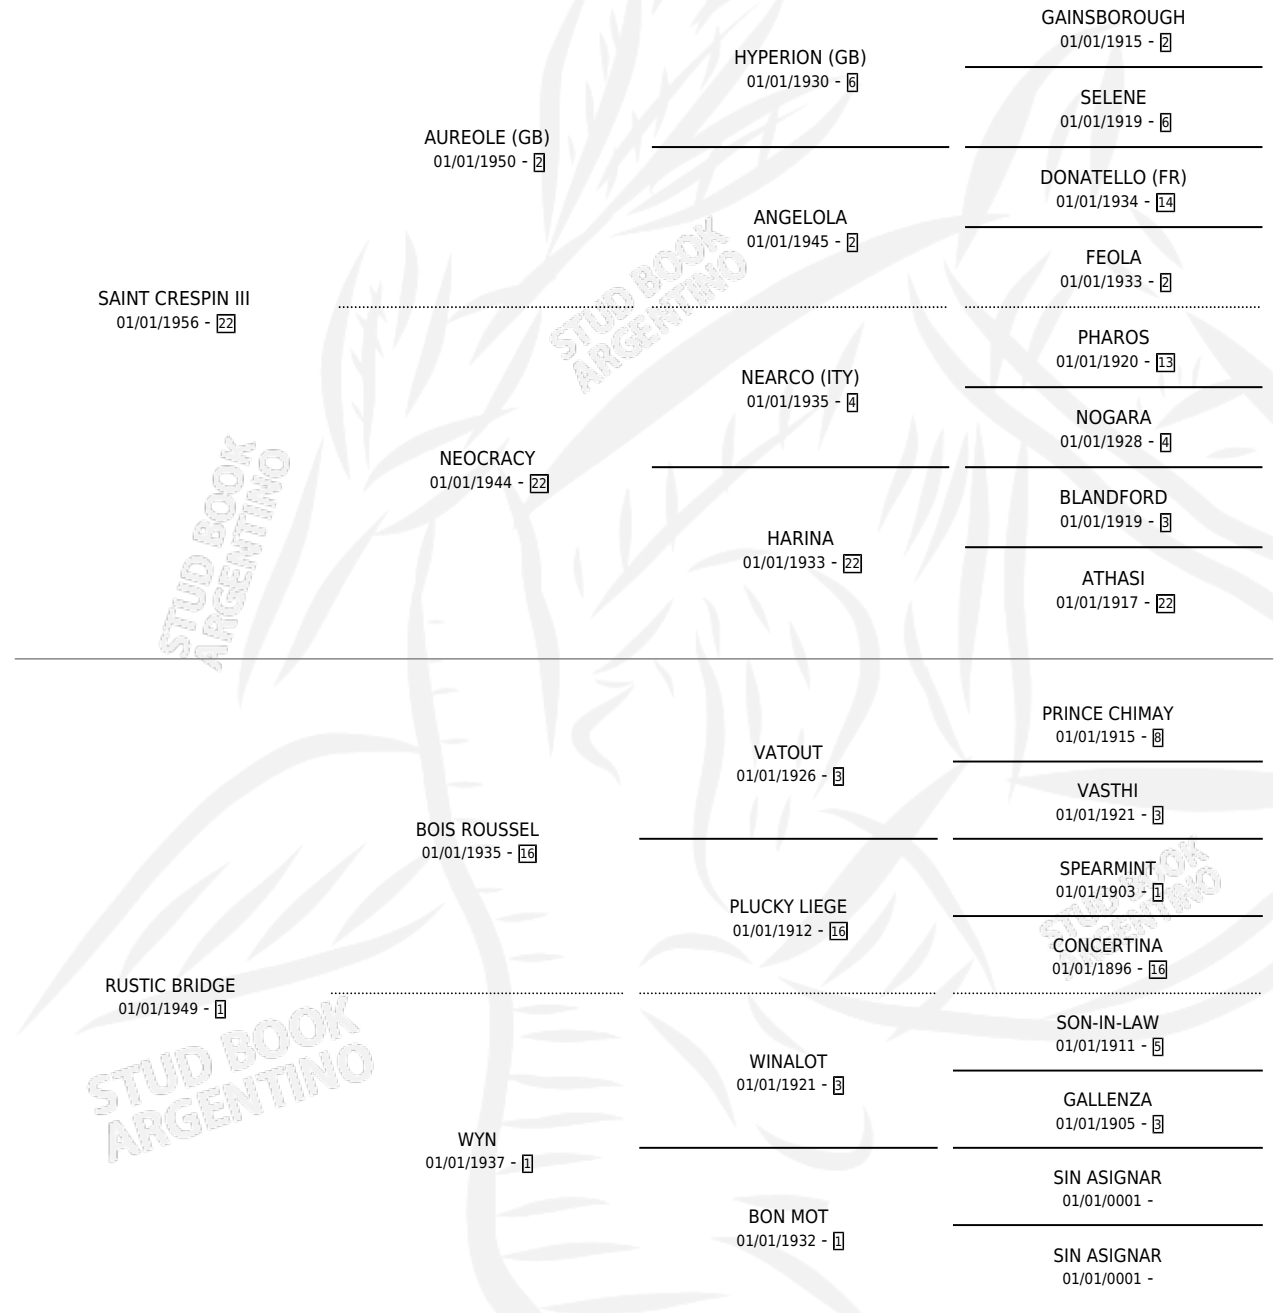 GAINSBOROUGH
01/01/1915 - 2
HYPERION (GB)
01/01/1930 - 6
SELENE
01/01/1919 - 6
AUREOLE (GB)
01/01/1950 - 2
DONATELLO (FR)
01/01/1934 - 14
ANGELOLA
01/01/1945 - 2
FEOLA
01/01/1933 - 2
SAINT CRESPIN III
01/01/1956 - 22
PHAROS
01/01/1920 - 13
NEARCO (ITY)
01/01/1935 - 4
NOGARA
01/01/1928 - 4
NEOCRACY
01/01/1944 - 22
BLANDFORD
01/01/1919 - 3
HARINA
01/01/1933 - 22
ATHASI
01/01/1917 - 22
PRINCE CHIMAY
01/01/1915 - 8
VATOUT
01/01/1926 - 3
VASTHI
01/01/1921 - 3
BOIS ROUSSEL
01/01/1935 - 16
SPEARMINT
01/01/1903 - 1
PLUCKY LIEGE
01/01/1912 - 16
CONCERTINA
01/01/1896 - 16
RUSTIC BRIDGE
01/01/1949 - 1
SON-IN-LAW
01/01/1911 - 5
WINALOT
01/01/1921 - 3
GALLENZA
01/01/1905 - 3
WYN
01/01/1937 - 1
SIN ASIGNAR
01/01/0001 -
BON MOT
01/01/1932 - 1
SIN ASIGNAR
01/01/0001 -
STUD BOOK
ARGENTINO
STUD BOOK
ARGENTINO
STUD BOOK
ARGENTINO
STUD BOOK
ARGENTINO